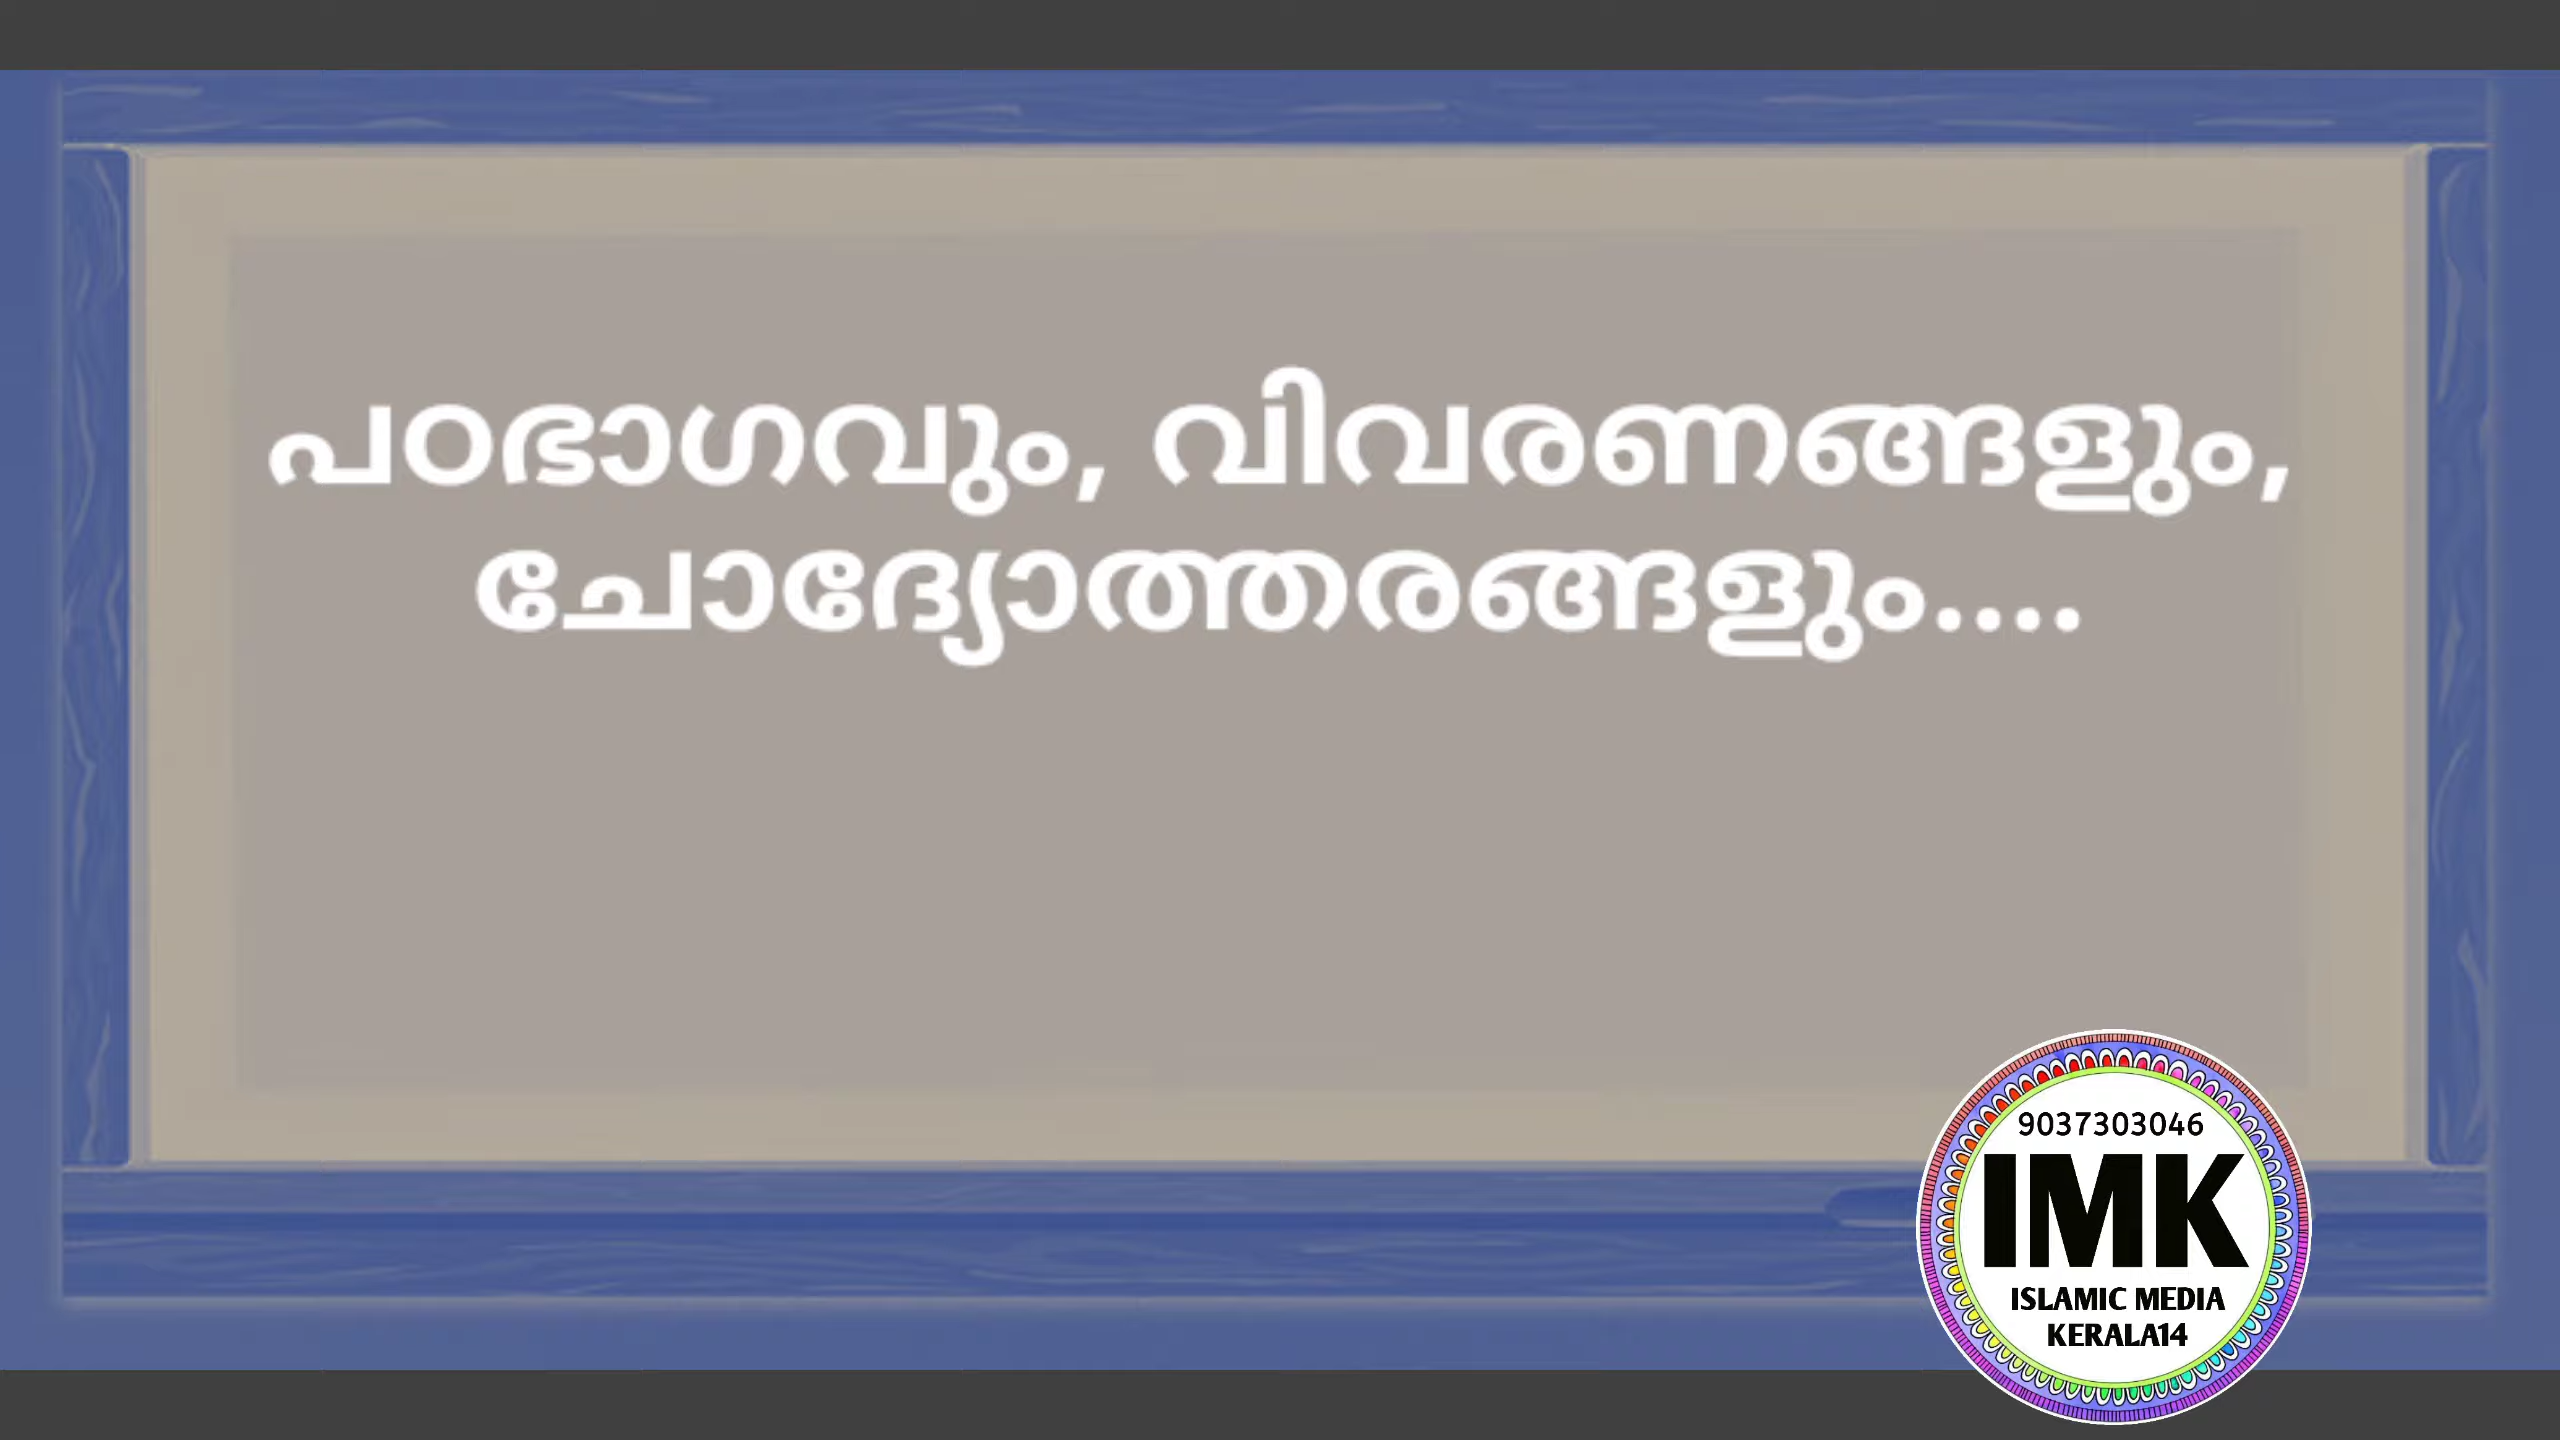 പഠഭാഗവും, വിവരണങ്ങളും,
ചോദ്യോത്തരങ്ങളും....
9037303046
IMK
ISLAMIC MEDIA
KERALA14